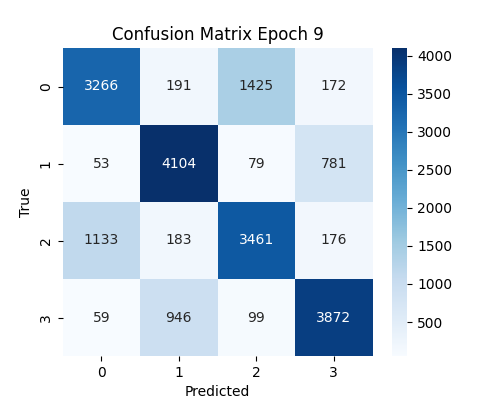 Confusion Matrix Epoch 9
True
0 3266 191 1425 172
1 53 4104 79 781
2 1133 183 3461 176
3 59 946 99 3872
0 1 2 3
Predicted
4000
3500
3000
2500
2000
1500
1000
500